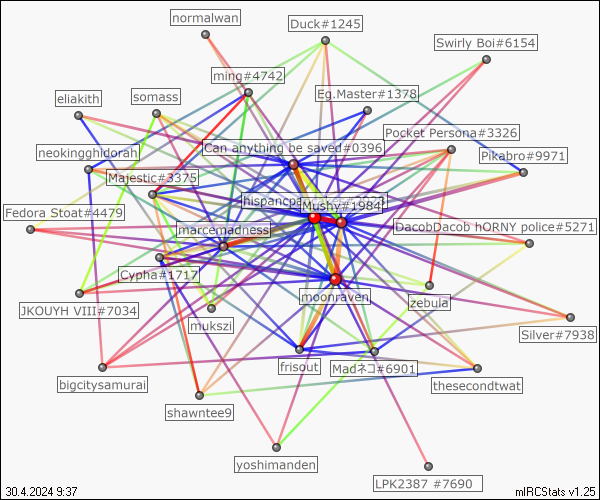 normalwan
Duck#1245
Swirly Boi#6154
ming#4742
Eg.Master#1378
eliakith
somass
Pocket Persona#3326
Can anything be saved#0396
neokingghidorah
Pikabro#9971
Majestic#3375
Mushy#1984
Fedora Stoat#4479
marcemadness
DacobDacob hORNY police#5271
Cypha#1717
moonraven
zebula
JKOUYH VIII#7034
mukszi
Silver#7938
frisout
Madネコ#6901
bigcitysamurai
thesecondtwat
shawntee9
yoshimanden
LPK2387 #7690
30.4.2024 9:37
mIRCStats v1.25